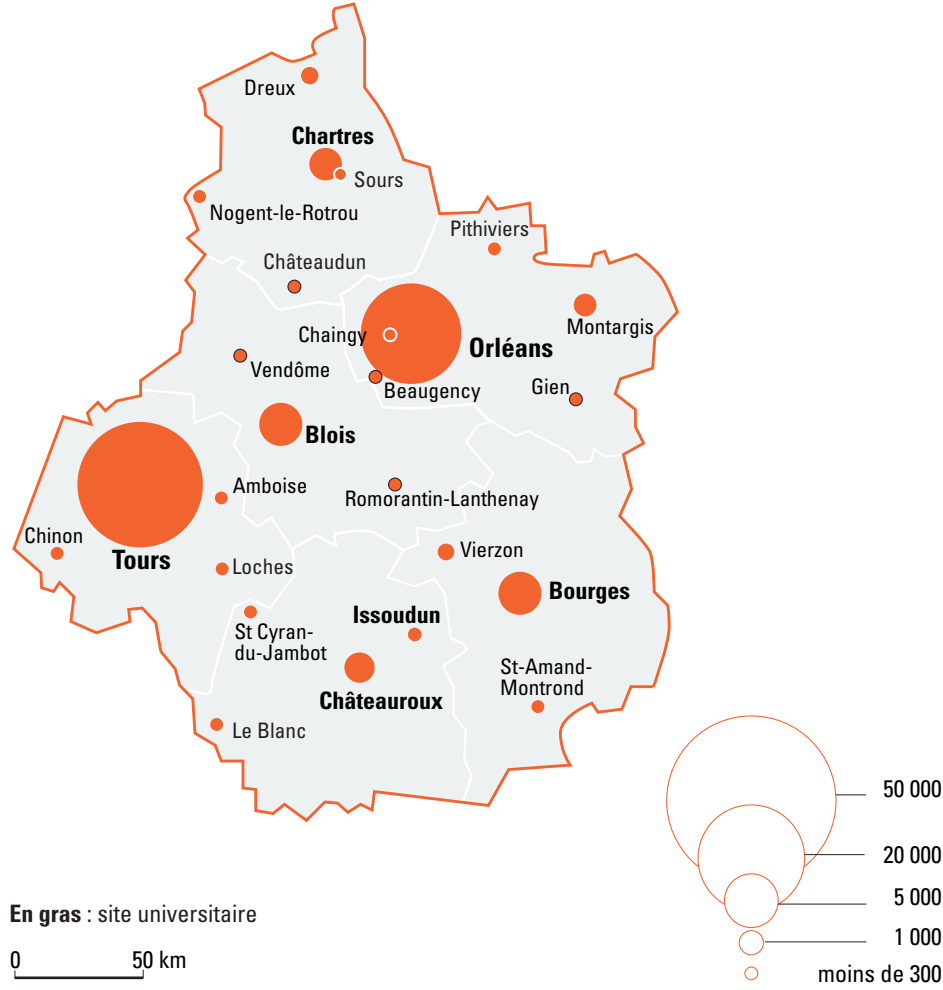 Dreux
Chartres
Sours
Nogent-le-Rotrou
Pithiviers
Châteaudun
Chaingy
Montargis
Orléans
Vendôme
Beaugency
Gien
Blois
Amboise
Romorantin-Lanthenay
Chinon
Tours
Vierzon
Loches
Bourges
Issoudun
St Cyran-
du-Jambot
St-Amand-
Montrond
Châteauroux
Le Blanc
50 000
20 000
5 000
1 000
moins de 300
En gras : site universitaire
0 50 km